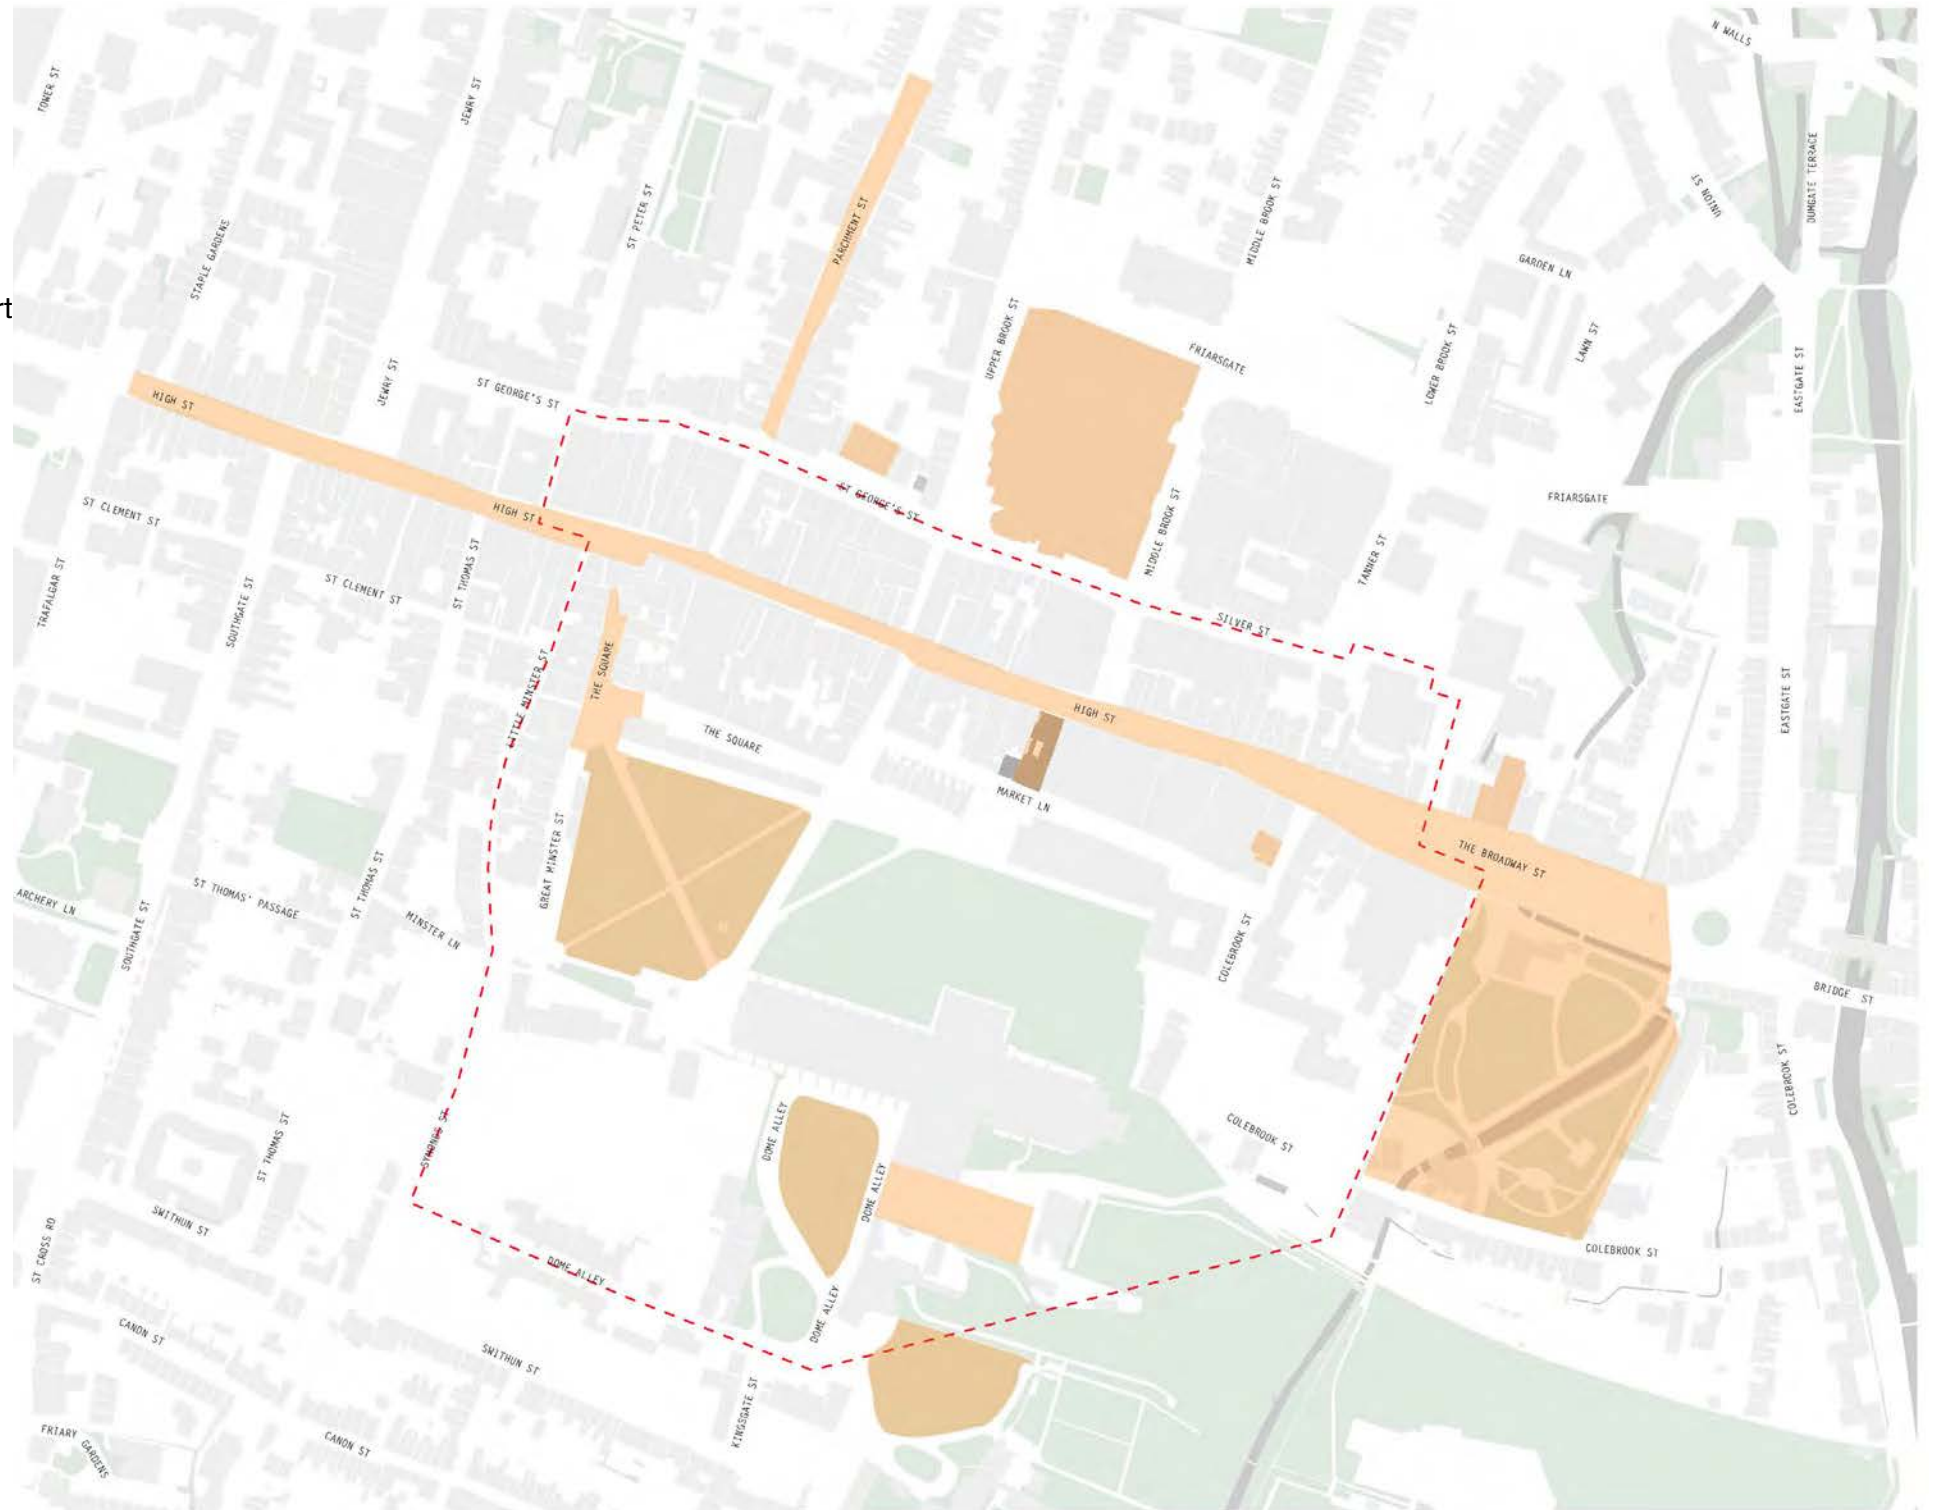 N WALLS
TOWER ST
JEWRY ST
DUMGATE TERRACE
UNION ST
ST PETER ST
PARCHMENT ST
MIDDLE BROOK ST
STAPLE GARDENS
GARDEN LN
rt
UPPER BROOK ST
FRIARSGATE
LOWER BROOK ST
LAWN ST
EASTGATE ST
JEWRY ST
ST GEORGE'S ST
HIGH ST
ST GEORGE'S ST
FRIARSGATE
HIGH ST
ST CLEMENT ST
MIDDLE BROOK ST
TANNER ST
TRAFALGAR ST
SOUTHGATE ST
ST CLEMENT ST
ST THOMAS ST
SILVER ST
LITTLE MINSTER ST
THE SQUARE
EASTGATE ST
HIGH ST
THE SQUARE
MARKET LN
GREAT MINSTER ST
THE BROADWAY ST
ST THOMAS' PASSAGE
ST THOMAS ST
ARCHERY LN
MINSTER LN
SOUTHGATE ST
COLEBROOK ST
BRIDGE ST
COLEBROOK ST
SYMONDS ST
DOME ALLEY
COLEBROOK ST
ST THOMAS ST
DOME ALLEY
SWITHUN ST
ST CROSS RD
DOME ALLEY
COLEBROOK ST
DOME ALLEY
CANON ST
SWITHUN ST
KINGSGATE ST
FRIARY
GARDENS
CANON ST